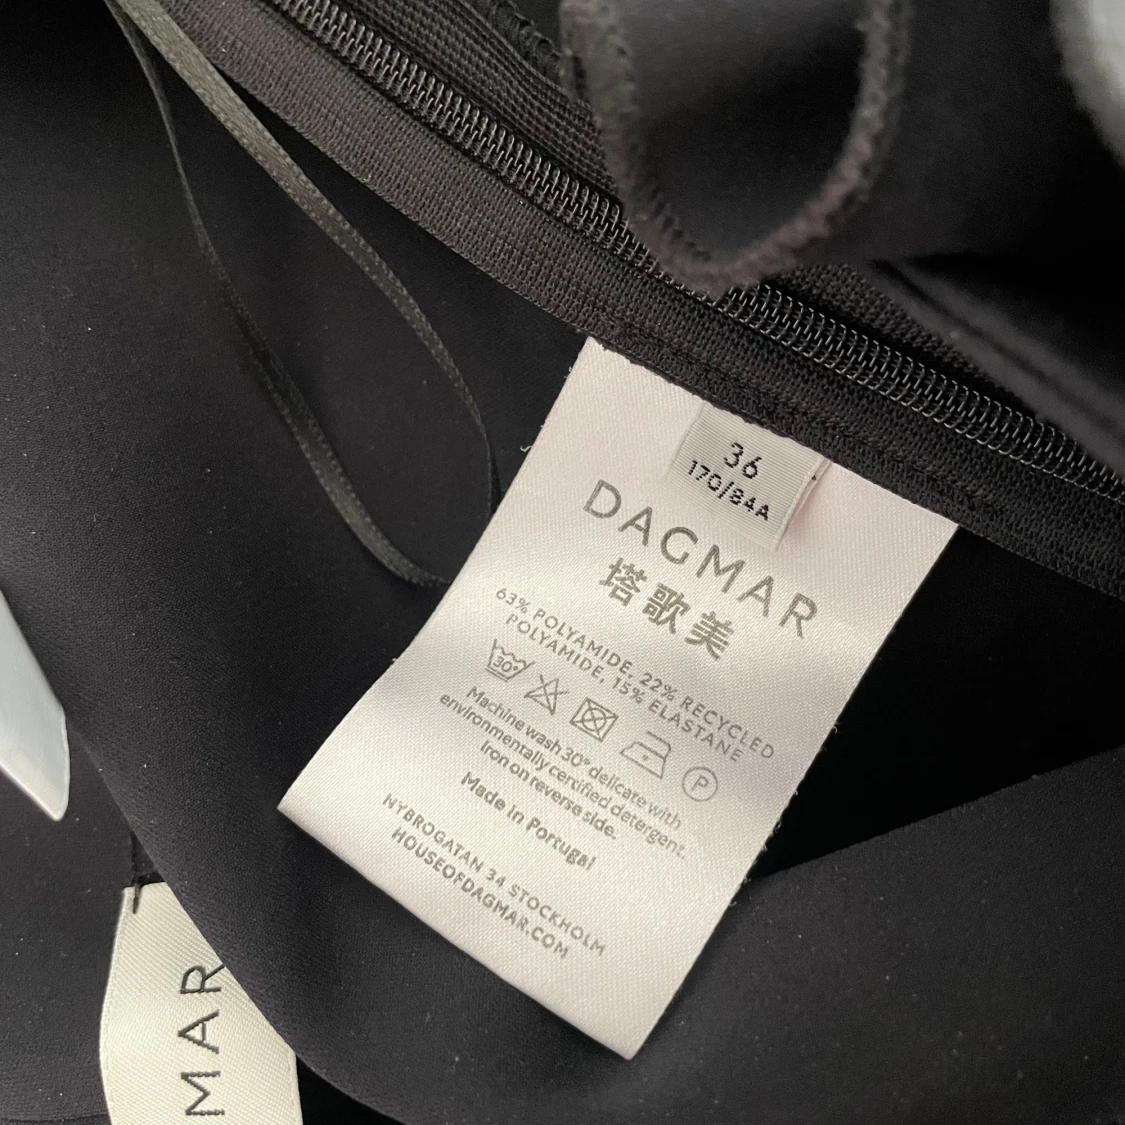 36
170/84A
DAGMAR
塔歌美
63% POLYAMIDE, 22% RECYCLED
POLYAMIDE, 15% ELASTANE
30°
P
Machine wash 30° delicate with
environmentally certified detergent.
Iron on reverse side.
Made in Portugal
NYBROGATAN 34 STOCKHOLM
HOUSEOFDAGMAR.COM
MAR